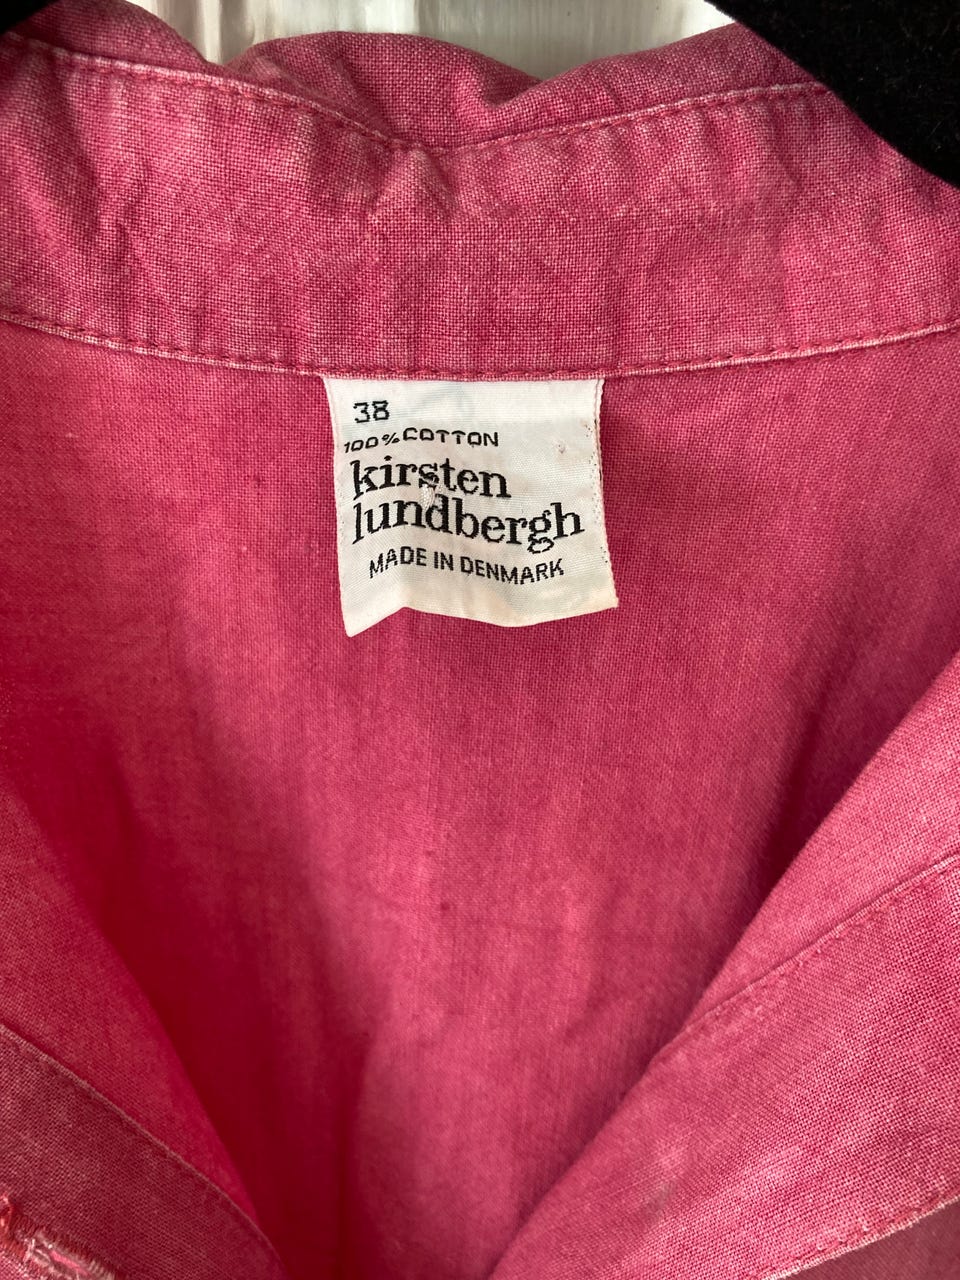 38
100% COTTON
kirsten
lundbergh
MADE IN DENMARK